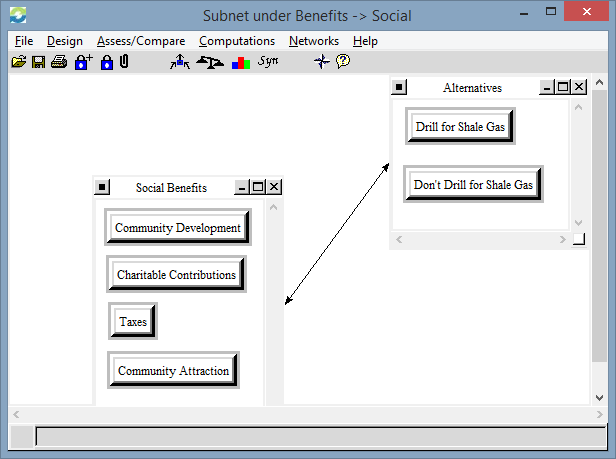 Subnet under Benefits -> Social
File Design Assess/Compare Computations Networks Help
Syn
Alternatives
Drill for Shale Gas
Don't Drill for Shale Gas
Social Benefits
Community Development
Charitable Contributions
Taxes
Community Attraction